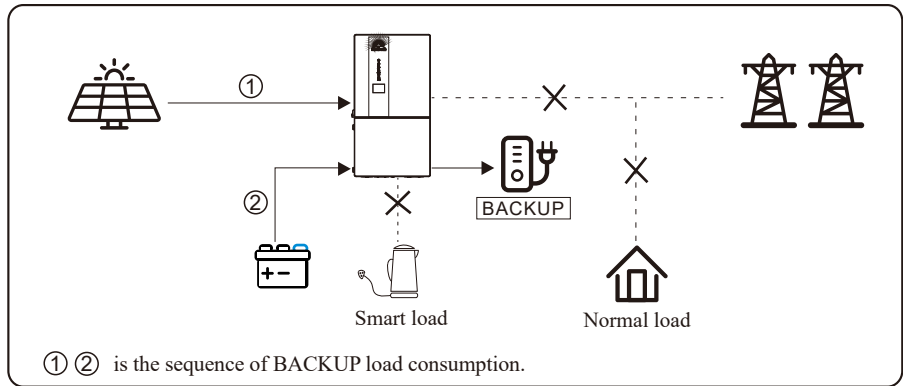 ①
②
BACKUP
Smart load
Normal load
① ② is the sequence of BACKUP load consumption.